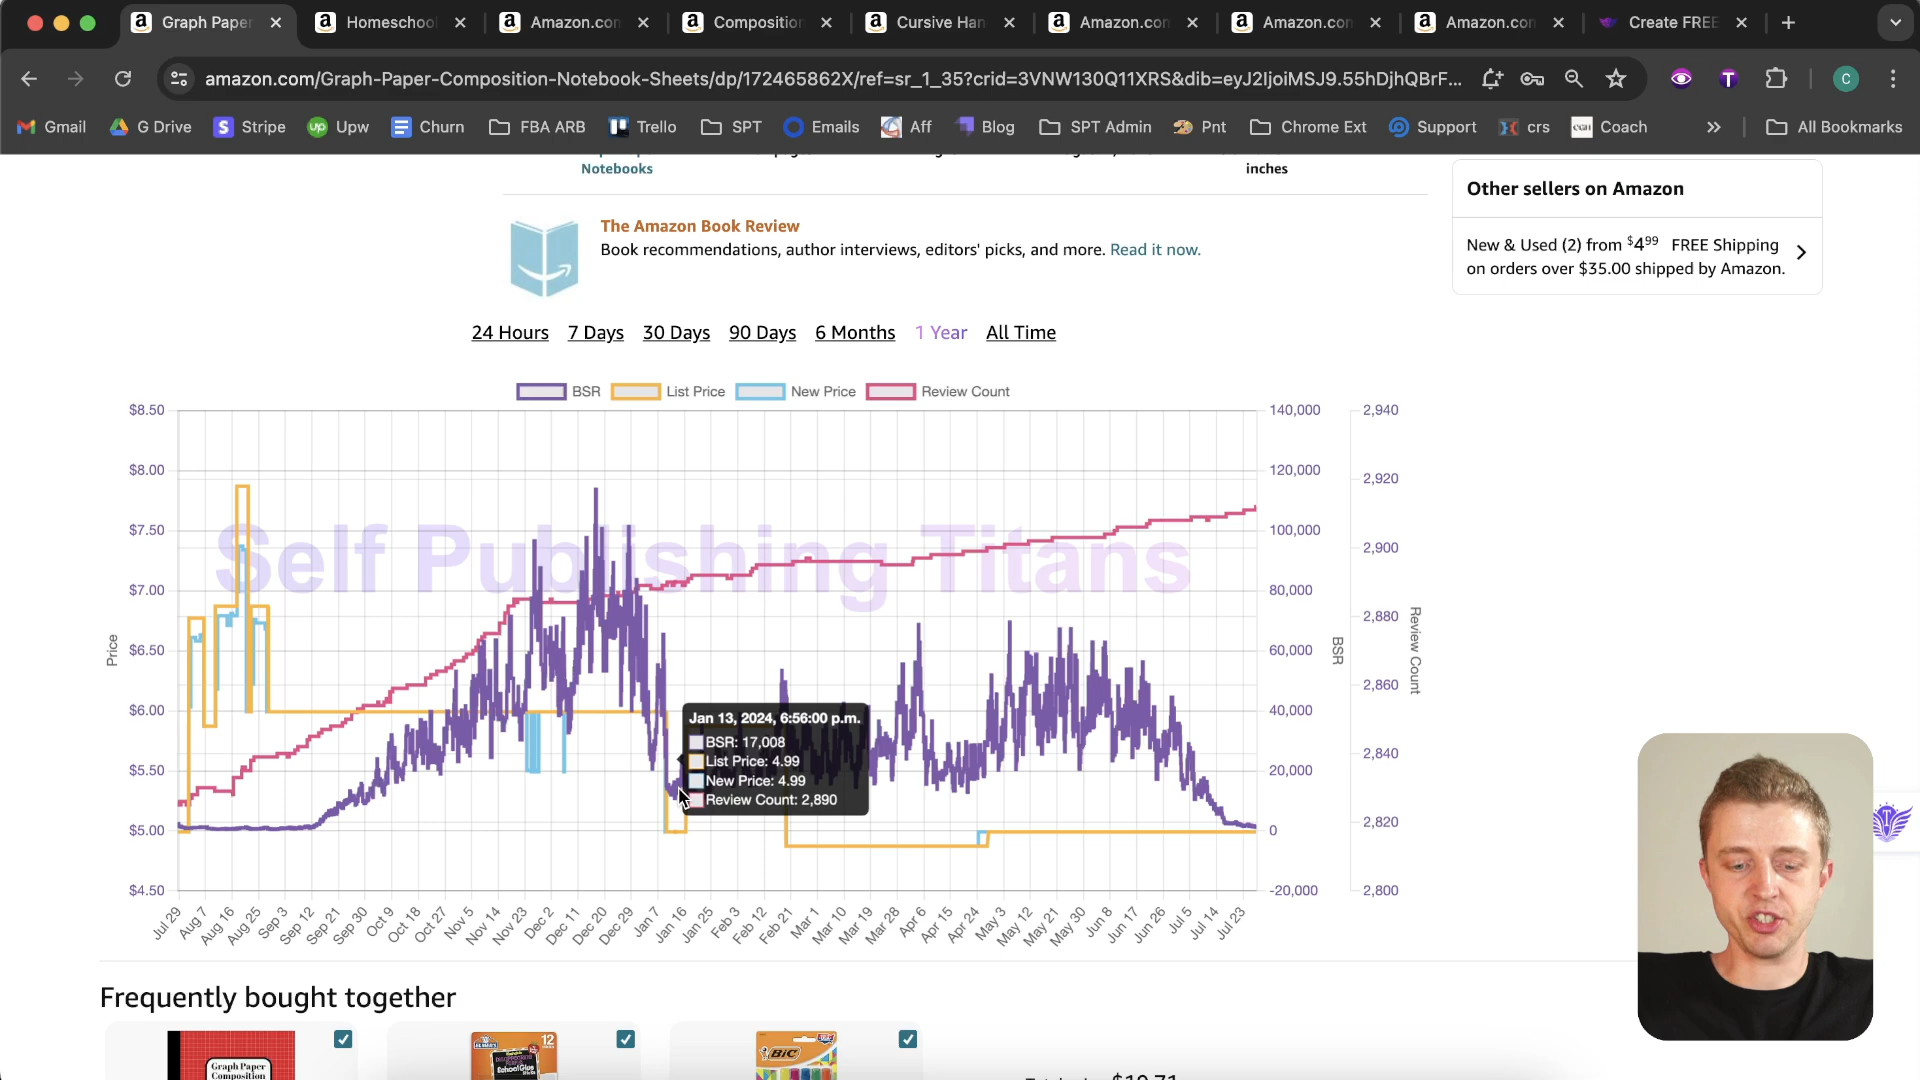 Graph Paper
Homeschoo
Amazon.con
Composition
Cursive Han
Amazon.con
Amazon.con
Amazon.con
Create FREE
amazon.com/Graph-Paper-Composition-Notebook-Sheets/dp/172465862X/ref=sr_1_35?crid=3VNW130Q11XRS&dib=eyJ2IjoiMSJ9.55hDjhQBrF...
C
Gmail
G Drive
Stripe
Upw
Churn
FBA ARB
Trello
SPT
Emails
Aff
Blog
SPT Admin
Pnt
Chrome Ext
Support
crs
Coach
All Bookmarks
Notebooks
inches
Other sellers on Amazon
New & Used (2) from $4⁹⁹ FREE Shipping
on orders over $35.00 shipped by Amazon.
The Amazon Book Review
Book recommendations, author interviews, editors' picks, and more. Read it now.
24 Hours 7 Days 30 Days 90 Days 6 Months 1 Year All Time
BSR List Price New Price Review Count
$8.50
$8.00
$7.50
$7.00
$6.50
$6.00
$5.50
$5.00
$4.50
Price
Self Publishing Titans
Jan 13, 2024, 6:56:00 p.m.
BSR: 17,008
List Price: 4.99
New Price: 4.99
Review Count: 2,890
140,000
120,000
100,000
80,000
60,000
40,000
20,000
0
-20,000
BSR
2,940
2,920
2,900
2,880
2,860
2,840
2,820
2,800
Review Count
Jul 29
Aug 7
Aug 16
Aug 25
Sep 3
Sep 12
Sep 21
Sep 30
Oct 9
Oct 18
Oct 27
Nov 5
Nov 14
Nov 23
Dec 2
Dec 11
Dec 20
Dec 29
Jan 7
Jan 16
Jan 25
Feb 3
Feb 12
Feb 21
Mar 1
Mar 10
Mar 19
Mar 28
Apr 6
Apr 15
Apr 24
May 3
May 12
May 21
May 30
Jun 8
Jun 17
Jun 26
Jul 5
Jul 14
Jul 23
Frequently bought together
Graph Paper
Composition
ELMER'S
12
School Glue
BIC